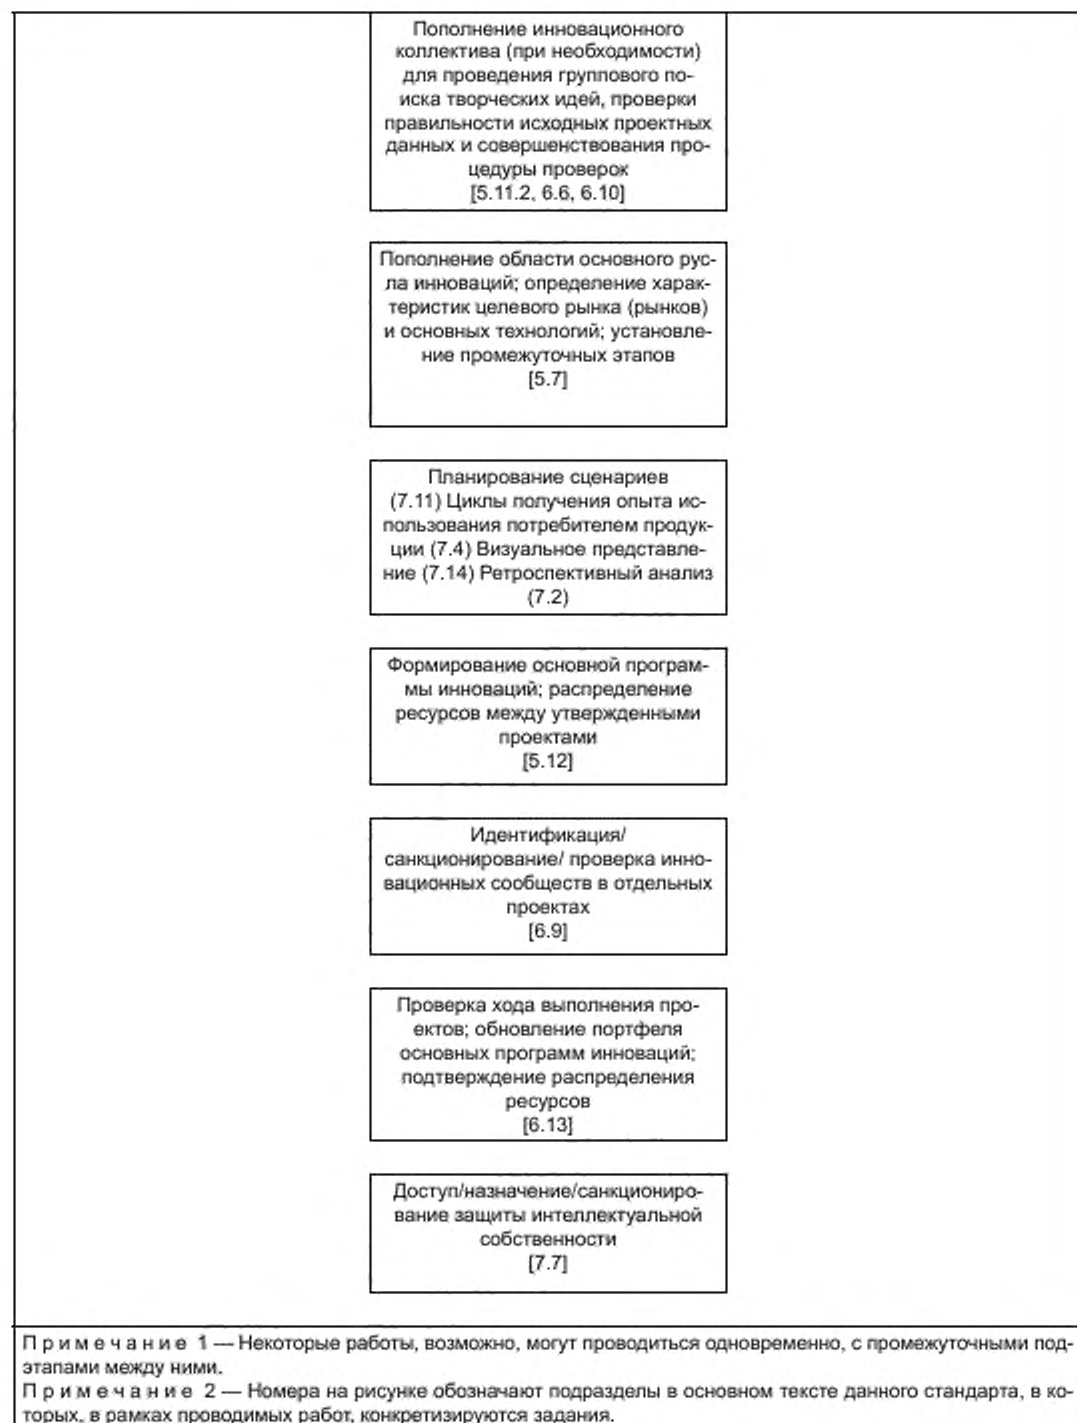 Пополнение инновационного
коллектива (при необходимости)
для проведения группового по-
иска творческих идей, проверки
правильности исходных проектных
данных и совершенствования про-
цедуры проверок
[5.11.2, 6.6, 6.10]
Пополнение области основного рус-
ла инноваций; определение харак-
теристик целевого рынка (рынков)
и основных технологий; установле-
ние промежуточных этапов
[5.7]
Планирование сценариев
(7.11) Циклы получения опыта ис-
пользования потребителем продук-
ции (7.4) Визуальное представле-
ние (7.14) Ретроспективный анализ
(7.2)
Формирование основной програм-
мы инноваций; распределение
ресурсов между утвержденными
проектами
[5.12]
Идентификация/
санкционирование/ проверка инно-
вационных сообществ в отдельных
проектах
[6.9]
Проверка хода выполнения про-
ектов; обновление портфеля
основных программ инноваций;
подтверждение распределения
ресурсов
[6.13]
Доступ/назначение/санкциониро-
вание защиты интеллектуальной
собственности
[7.7]
Примечание 1 — Некоторые работы, возможно, могут проводиться одновременно, с промежуточными под-
этапами между ними.
Примечание 2 — Номера на рисунке обозначают подразделы в основном тексте данного стандарта, в ко-
торых, в рамках проводимых работ, конкретизируются задания.